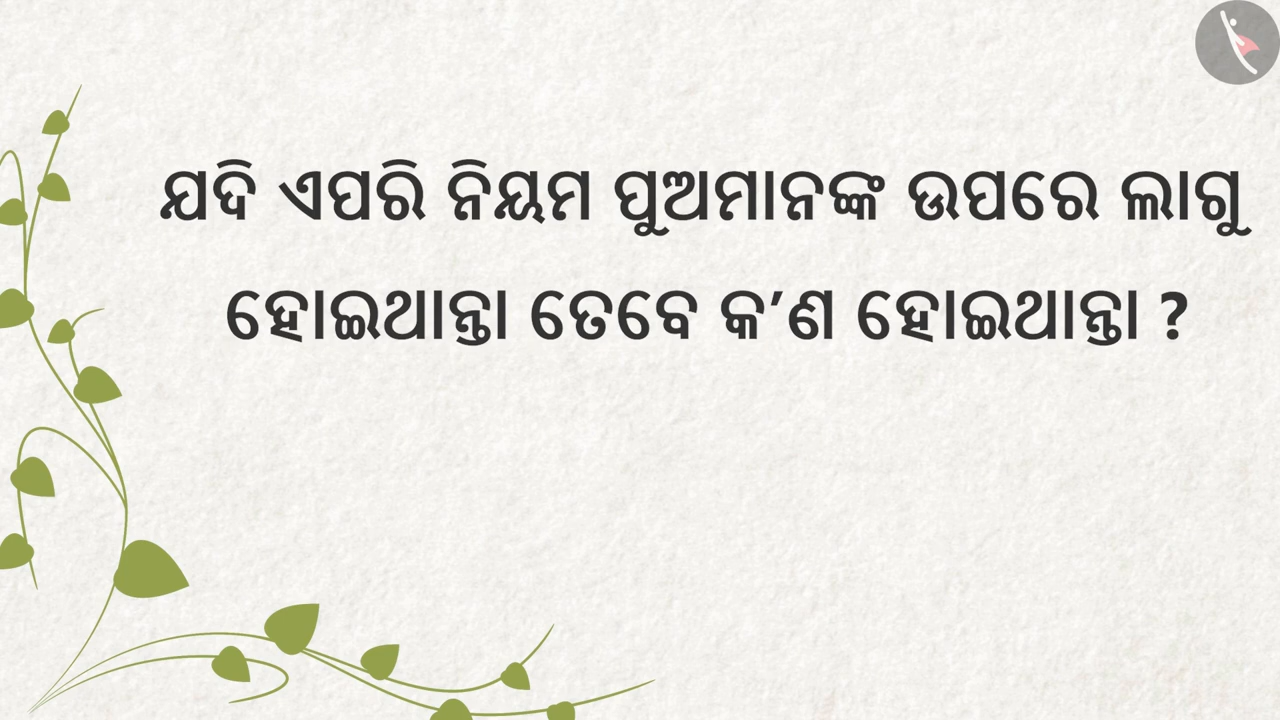 ଯଦି ଏପରି ନିୟମ ପୁଅମାନଙ୍କ ଉପରେ ଲାଗୁ
ହୋଇଥାନ୍ତା ତେବେ କ’ଣ ହୋଇଥାନ୍ତା ?